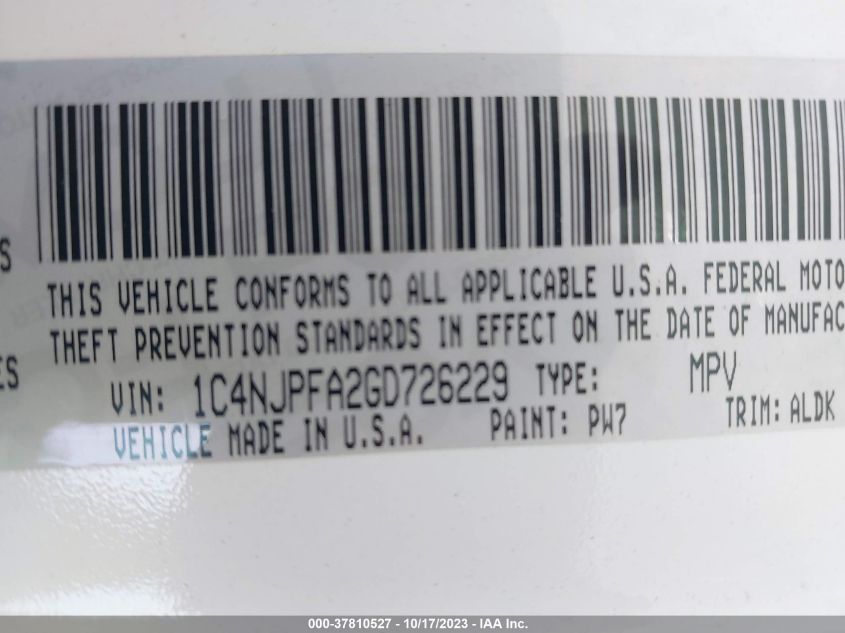 S
THIS VEHICLE CONFORMS TO ALL APPLICABLE U.S.A. FEDERAL MOTO
THEFT PREVENTION STANDARDS IN EFFECT ON THE DATE OF MANUFAC
ES
VIN: 1C4NJPFA2GD726229 TYPE: MPV
VEHICLE MADE IN U.S.A. PAINT: PW7 TRIM: ALDK
000-37810527 - 10/17/2023 - IAA Inc.